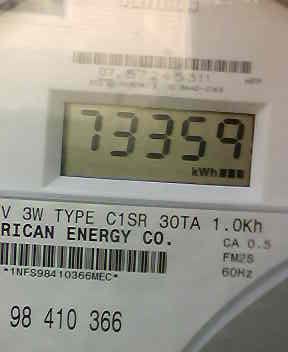 73359
kWh
V 3W TYPE C1SR 30TA 1.0Kh
RICAN ENERGY CO.
CA 0.5
FM2S
60Hz
*1NFS98410366MEC*
98 410 366